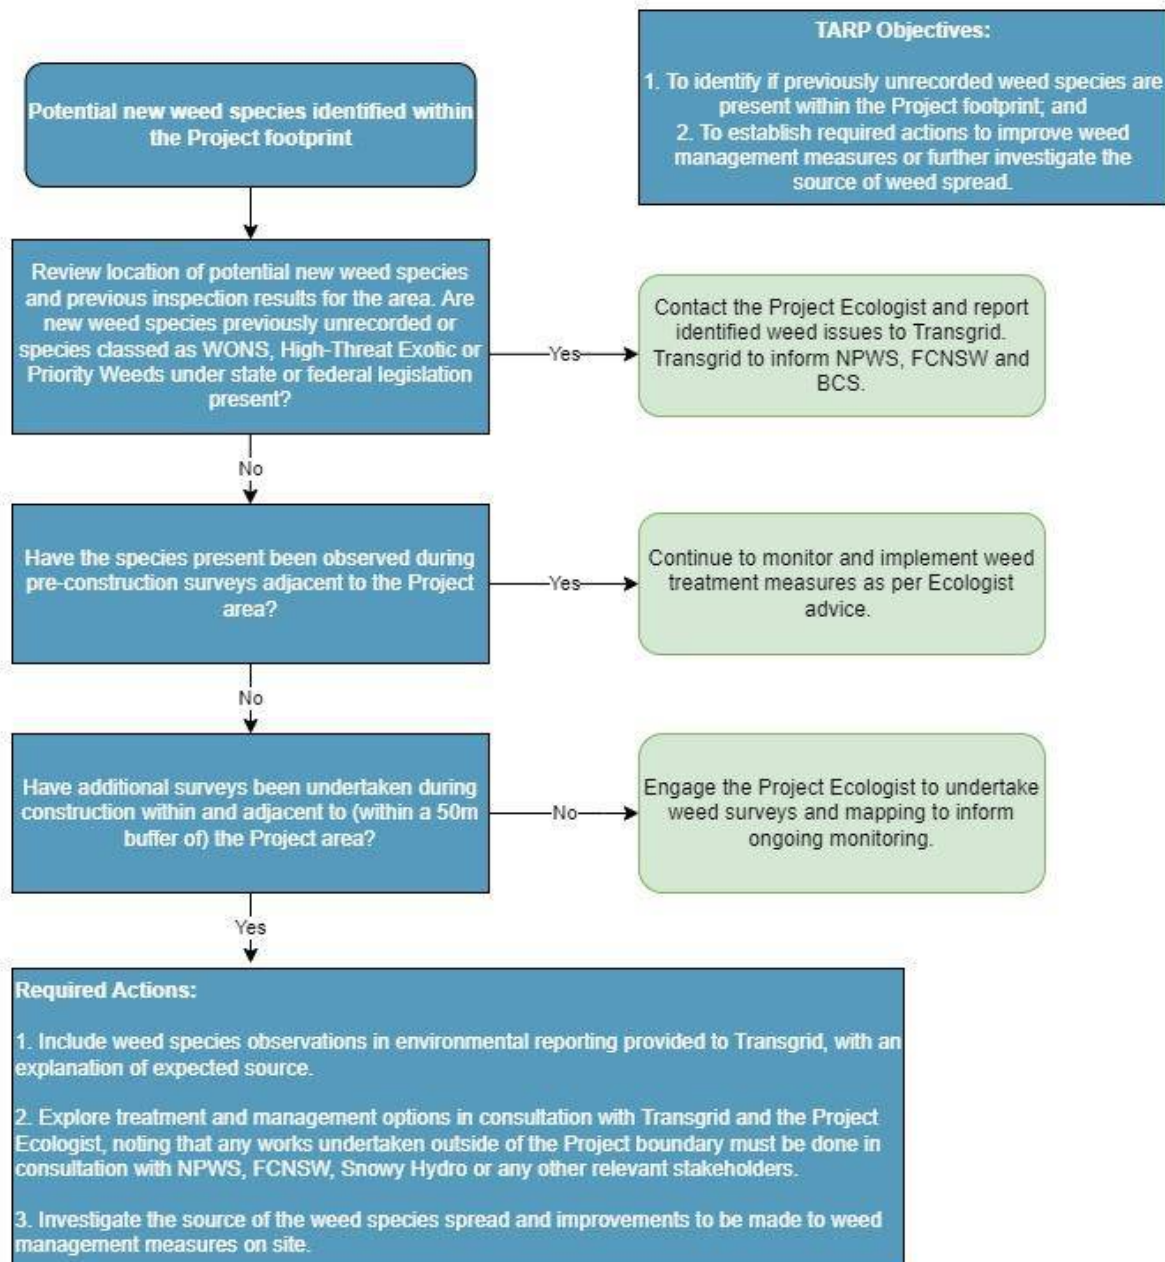 TARP Objectives:
1. To identify if previously unrecorded weed species are
present within the Project footprint; and
2. To establish required actions to improve weed
management measures or further investigate the
source of weed spread.
Potential new weed species identified within
the Project footprint
Review location of potential new weed species
and previous inspection results for the area. Are
new weed species previously unrecorded or
species classed as WONS, High-Threat Exotic or
Priority Weeds under state or federal legislation
present?
Yes
Contact the Project Ecologist and report
identified weed issues to Transgrid.
Transgrid to inform NPWS, FCNSW and
BCS.
No
Have the species present been observed during
pre-construction surveys adjacent to the Project
area?
Yes
Continue to monitor and implement weed
treatment measures as per Ecologist
advice.
No
Have additional surveys been undertaken during
construction within and adjacent to (within a 50m
buffer of) the Project area?
No
Engage the Project Ecologist to undertake
weed surveys and mapping to inform
ongoing monitoring.
Yes
Required Actions:
1. Include weed species observations in environmental reporting provided to Transgrid, with an
explanation of expected source.
2. Explore treatment and management options in consultation with Transgrid and the Project
Ecologist, noting that any works undertaken outside of the Project boundary must be done in
consultation with NPWS, FCNSW, Snowy Hydro or any other relevant stakeholders.
3. Investigate the source of the weed species spread and improvements to be made to weed
management measures on site.